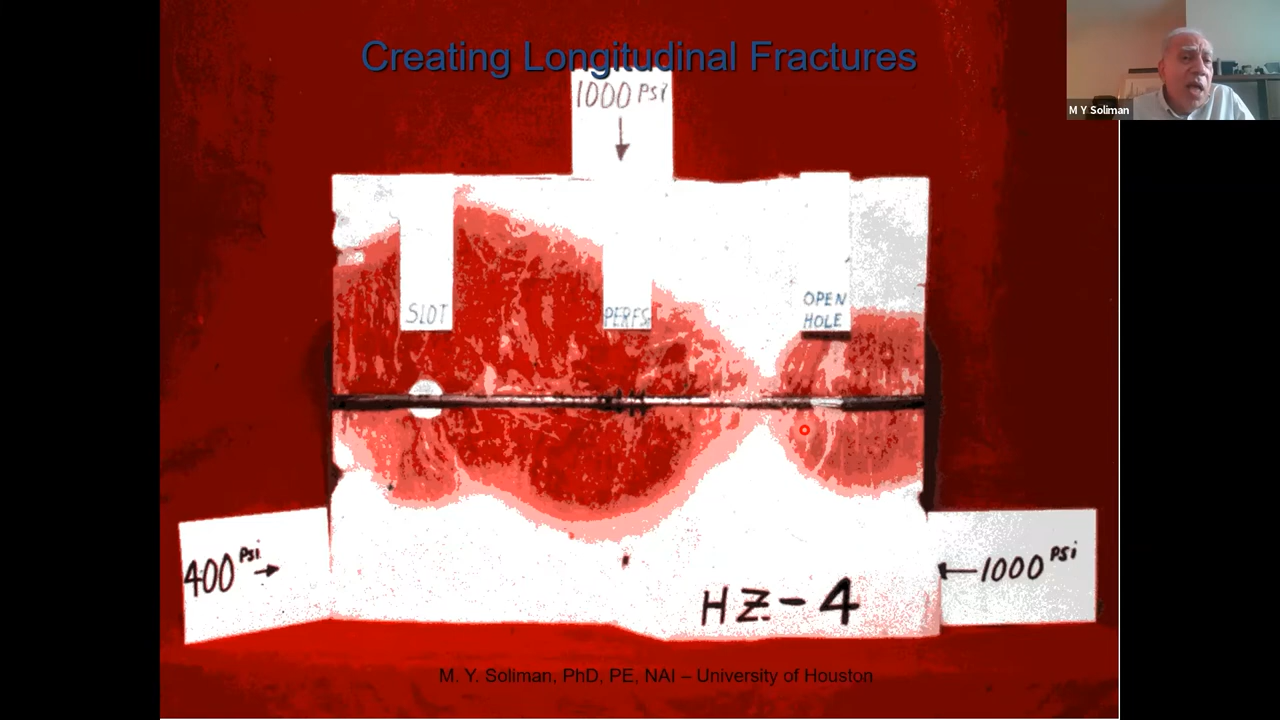 Creating Longitudinal Fractures
M Y Soliman
1000 PSI
SLOT
PERFS.
OPEN
HOLE
400 Psi
1000 PSi
HZ-4
M. Y. Soliman, PhD, PE, NAI – University of Houston